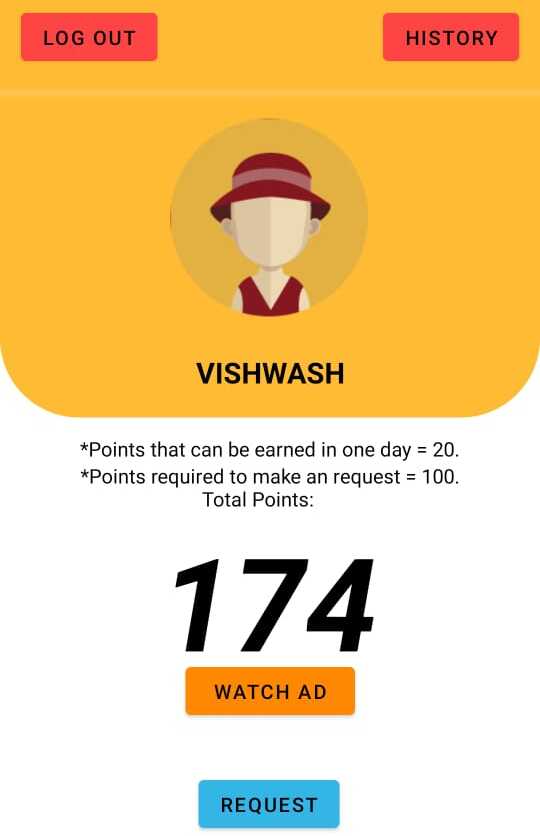 LOG OUT
HISTORY
VISHWASH
*Points that can be earned in one day = 20.
*Points required to make an request = 100.
Total Points:
174
WATCH AD
REQUEST